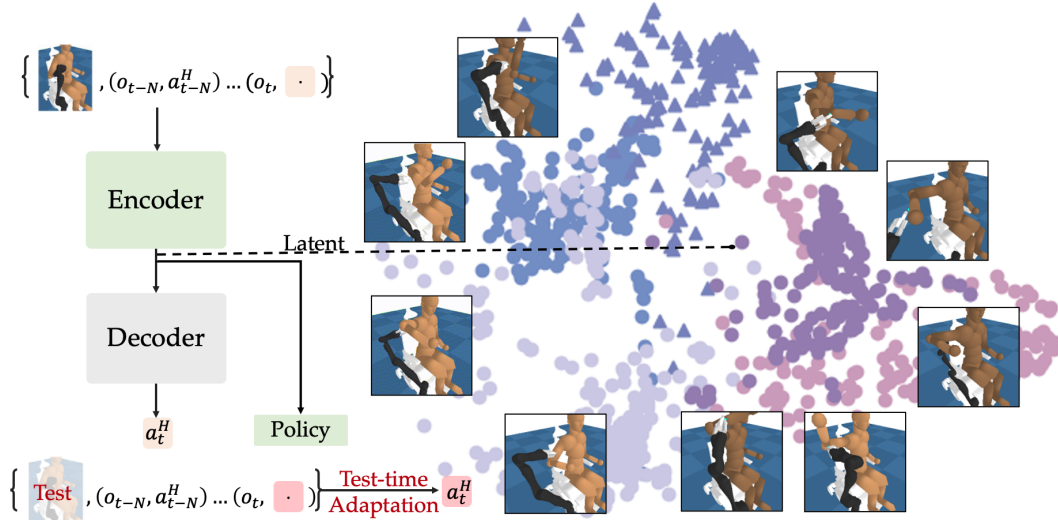 { , (o_{t-N}, a^H_{t-N}) ... (o_t, · )}
Encoder
Latent
Decoder
a^H_t
Policy
{ Test , (o_{t-N}, a^H_{t-N}) ... (o_t, · )}
Test-time
Adaptation
a^H_t